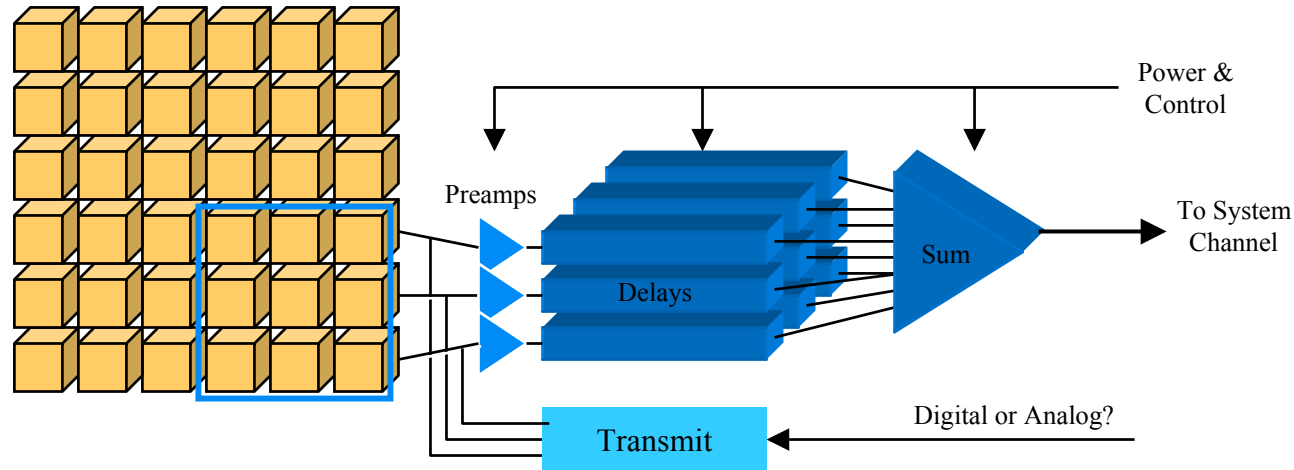 Power &
Control
Preamps
To System
Channel
Sum
Delays
Digital or Analog?
Transmit